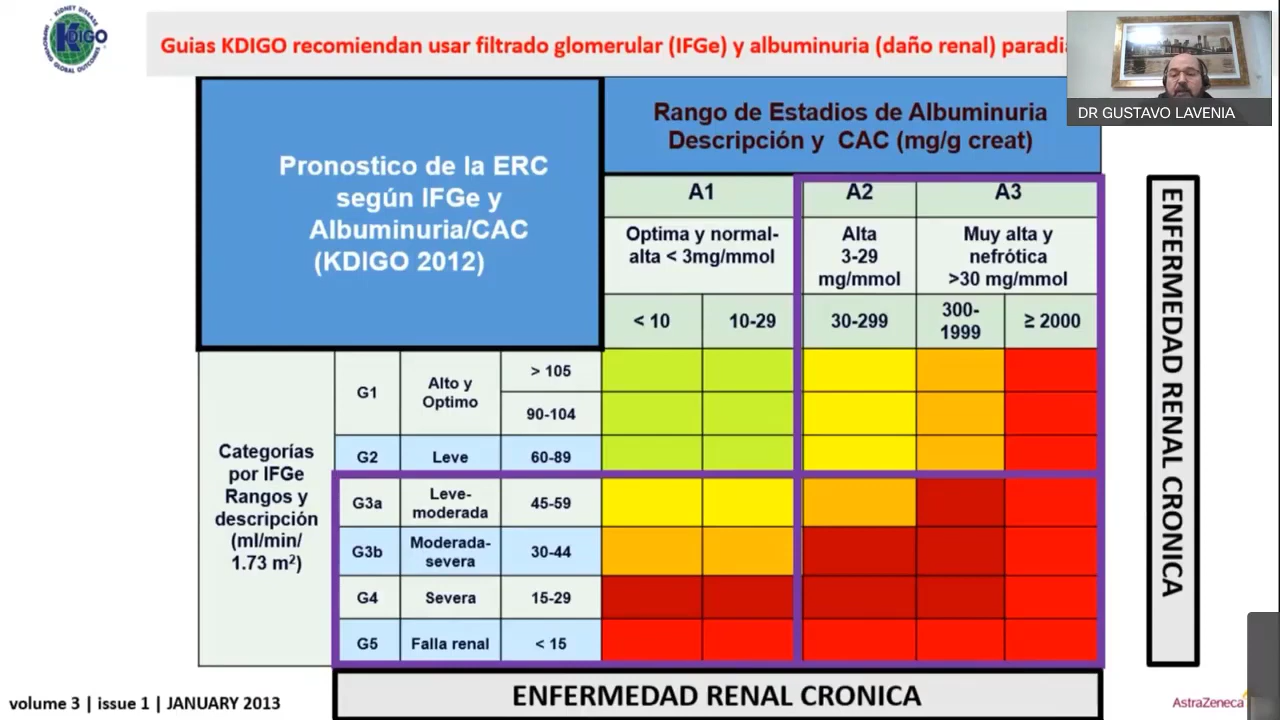 KIDNEY DISEASE
KDIGO
Guias KDIGO recomiendan usar filtrado glomerular (IFGe) y albuminuria (daño renal)
DR GUSTAVO LAVENIA
Pronostico de la ERC
según IFGe y
Albuminuria/CAC
(KDIGO 2012)
Rango de Estadios de Albuminuria
Descripción y CAC (mg/g creat)
A1
A2
A3
Optima y normal-
alta < 3mg/mmol
Alta
3-29
mg/mmol
Muy alta y
nefrótica
>30 mg/mmol
< 10
10-29
30-299
300-
1999
≥ 2000
Categorías
por IFGe
Rangos y
descripción
(ml/min/
1.73 m²)
G1
Alto y
Optimo
> 105
90-104
G2
Leve
60-89
G3a
Leve-
moderada
45-59
G3b
Moderada-
severa
30-44
G4
Severa
15-29
G5
Falla renal
< 15
ENFERMEDAD RENAL CRONICA
ENFERMEDAD RENAL CRONICA
volume 3 | issue 1 | JANUARY 2013
AstraZeneca